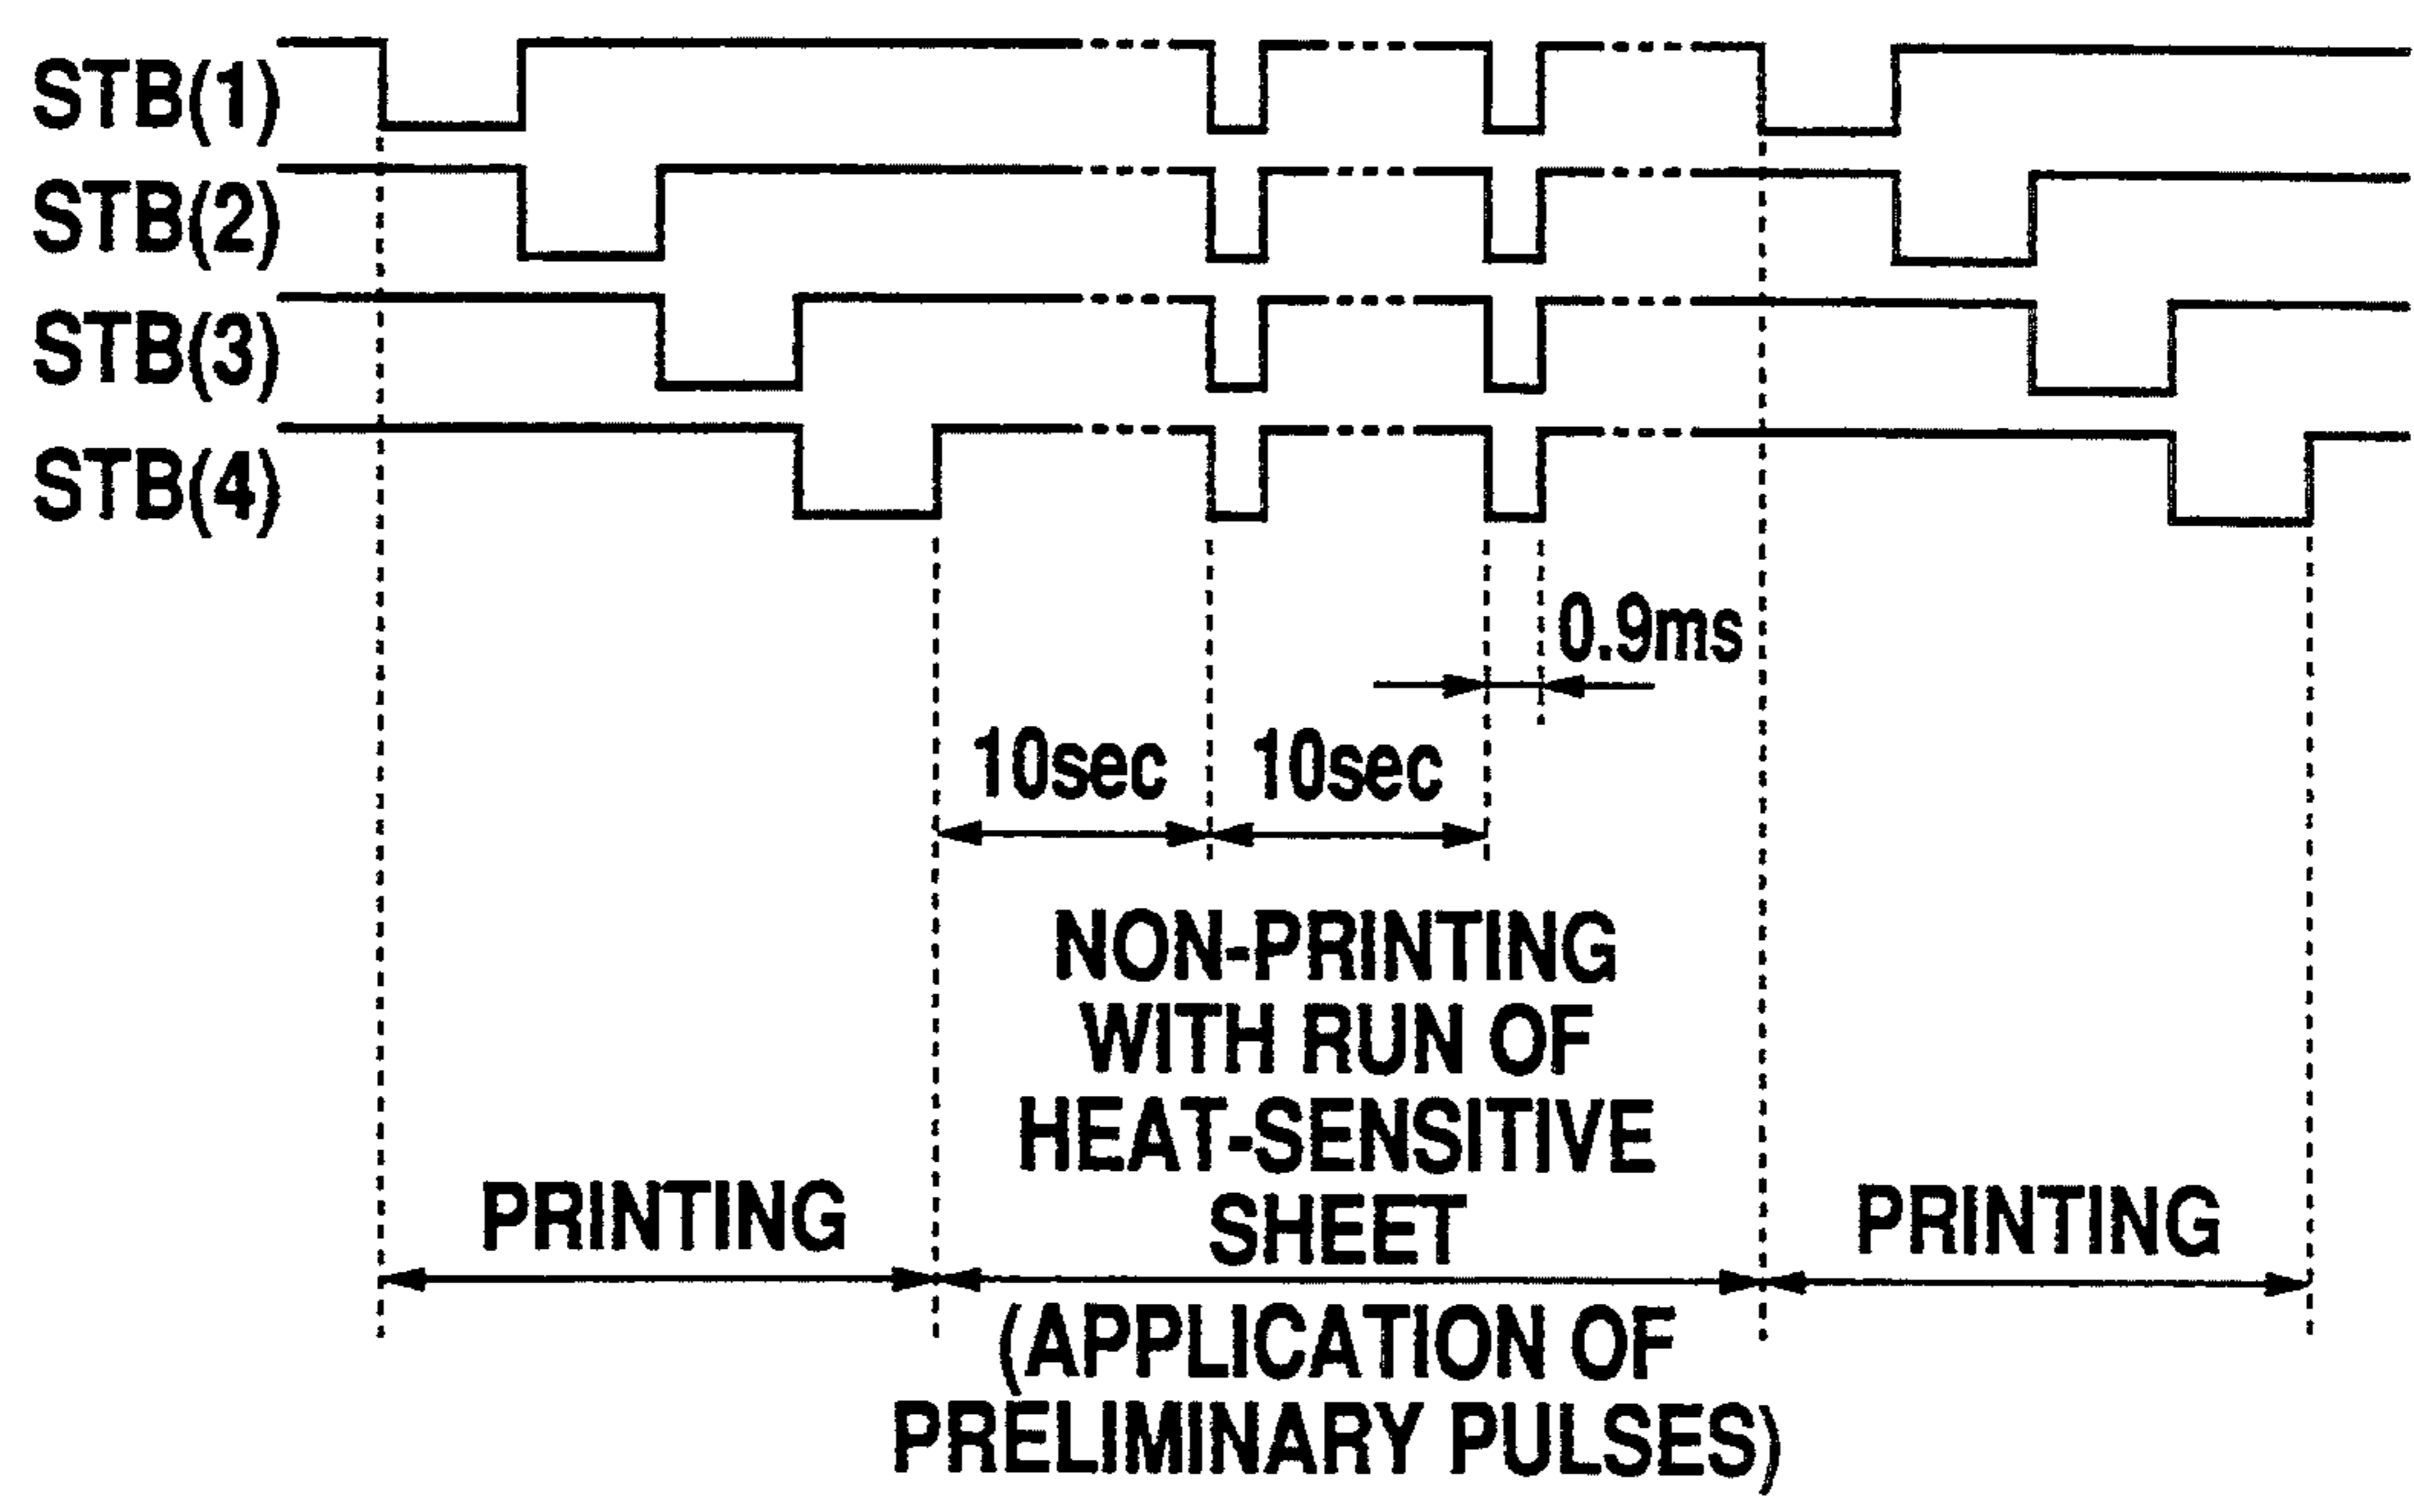 STB(1)
STB(2)
STB(3)
STB(4)
0.9ms
10sec 10sec
NON-PRINTING
WITH RUN OF
HEAT-SENSITIVE
SHEET
PRINTING
PRINTING
(APPLICATION OF
PRELIMINARY PULSES)